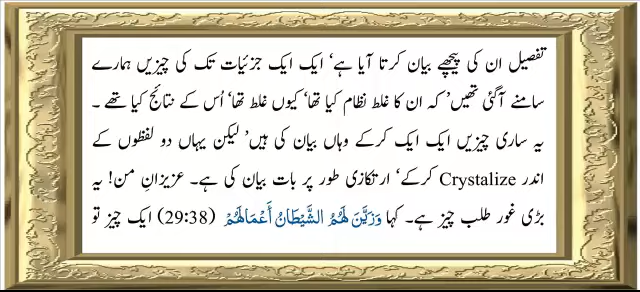 تفصیل ان کی پیچھے بیان کرتا آیا ہے‘ ایک ایک جزئیات تک کی چیزیں ہمارے
سامنے آگئی تھیں’ کہ ان کا غلط نظام کیا تھا‘ کیوں غلط تھا‘ اُس کے نتائج کیا تھے ۔
یہ ساری چیزیں ایک ایک کرکے وہاں بیان کی ہیں’ لیکن یہاں دو لفظوں کے
اندر Crystalize کرکے‘ ارتکازی طور پر بات بیان کی ہے۔ عزیزانِ من! یہ
بڑی غور طلب چیز ہے۔ کہا وَزَيَّنَ لَهُمُ الشَّيْطَانُ أَعْمَالَهُمْ (29:38) ایک چیز تو